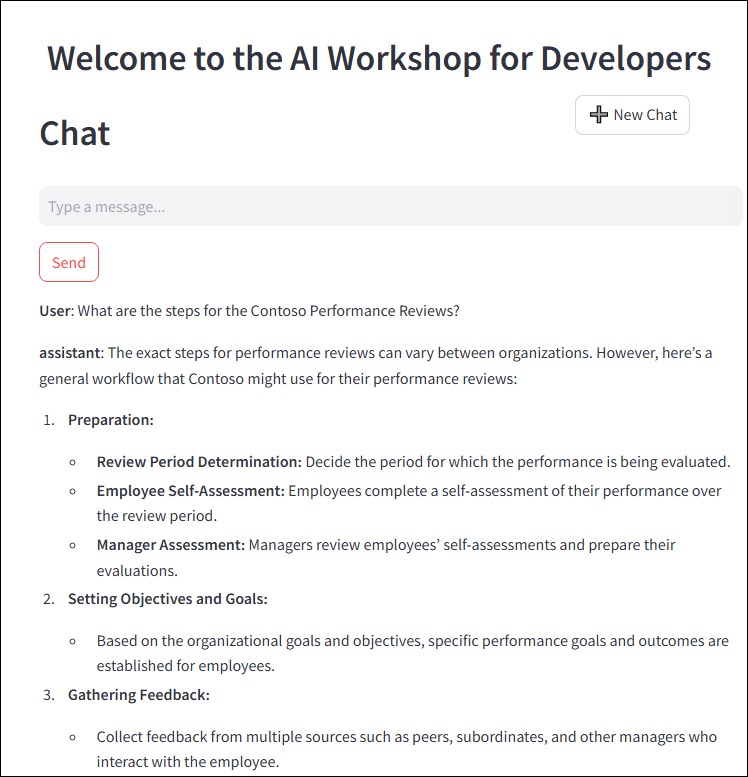 Welcome to the AI Workshop for Developers
Chat
➕ New Chat
Type a message...
Send
User: What are the steps for the Contoso Performance Reviews?
assistant: The exact steps for performance reviews can vary between organizations. However, here’s a
general workflow that Contoso might use for their performance reviews:
1. Preparation:
◦ Review Period Determination: Decide the period for which the performance is being evaluated.
◦ Employee Self-Assessment: Employees complete a self-assessment of their performance over
the review period.
◦ Manager Assessment: Managers review employees’ self-assessments and prepare their
evaluations.
2. Setting Objectives and Goals:
◦ Based on the organizational goals and objectives, specific performance goals and outcomes are
established for employees.
3. Gathering Feedback:
◦ Collect feedback from multiple sources such as peers, subordinates, and other managers who
interact with the employee.